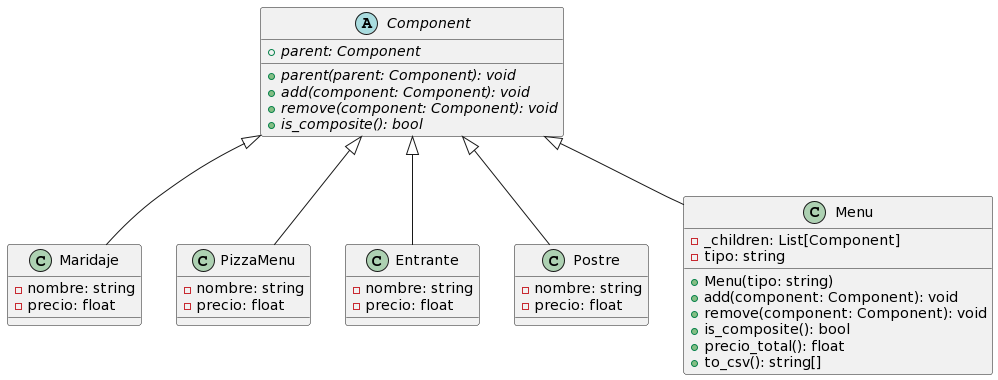 A Component
parent: Component
parent(parent: Component): void
add(component: Component): void
remove(component: Component): void
is_composite(): bool
C Maridaje
nombre: string
precio: float
C PizzaMenu
nombre: string
precio: float
C Entrante
nombre: string
precio: float
C Postre
nombre: string
precio: float
C Menu
_children: List[Component]
tipo: string
Menu(tipo: string)
add(component: Component): void
remove(component: Component): void
is_composite(): bool
precio_total(): float
to_csv(): string[]